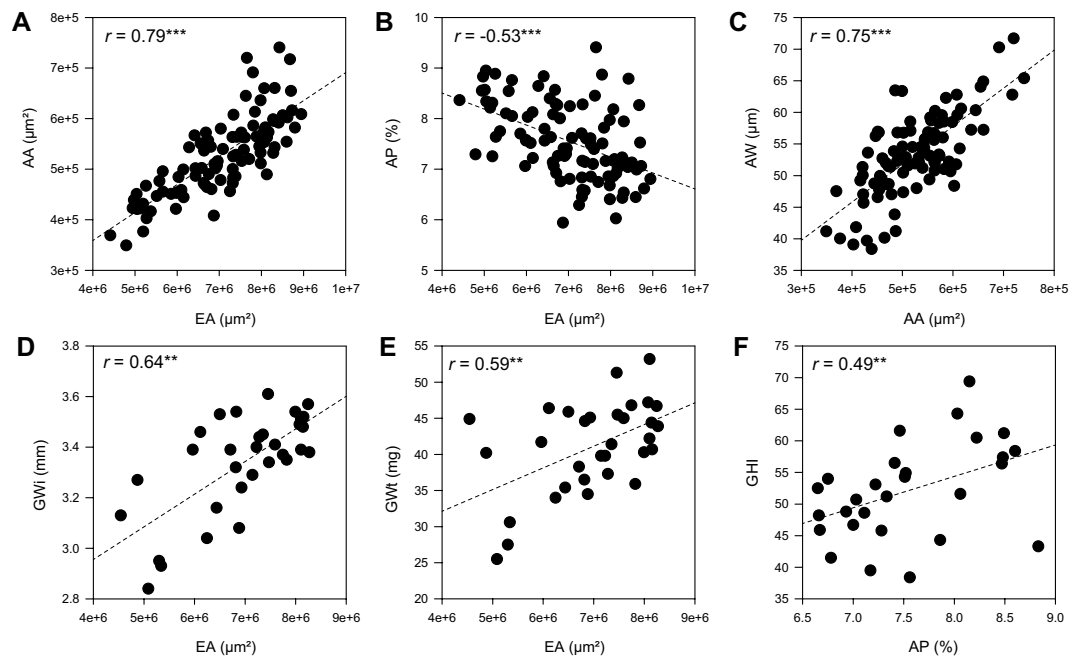 A
r = 0.79***
8e+5
7e+5
6e+5
5e+5
4e+5
3e+5
AA (µm²)
4e+6 5e+6 6e+6 7e+6 8e+6 9e+6 1e+7
EA (µm²)
B
r = -0.53***
10
9
8
7
6
5
AP (%)
4e+6 5e+6 6e+6 7e+6 8e+6 9e+6 1e+7
EA (µm²)
C
r = 0.75***
75
70
65
60
55
50
45
40
35
AW (µm)
3e+5 4e+5 5e+5 6e+5 7e+5 8e+5
AA (µm²)
D
r = 0.64**
3.8
3.6
3.4
3.2
3.0
2.8
GWi (mm)
4e+6 5e+6 6e+6 7e+6 8e+6 9e+6
EA (µm²)
E
r = 0.59**
55
50
45
40
35
30
25
20
GWt (mg)
4e+6 5e+6 6e+6 7e+6 8e+6 9e+6
EA (µm²)
F
r = 0.49**
75
70
65
60
55
50
45
40
35
GHI
6.5 7.0 7.5 8.0 8.5 9.0
AP (%)